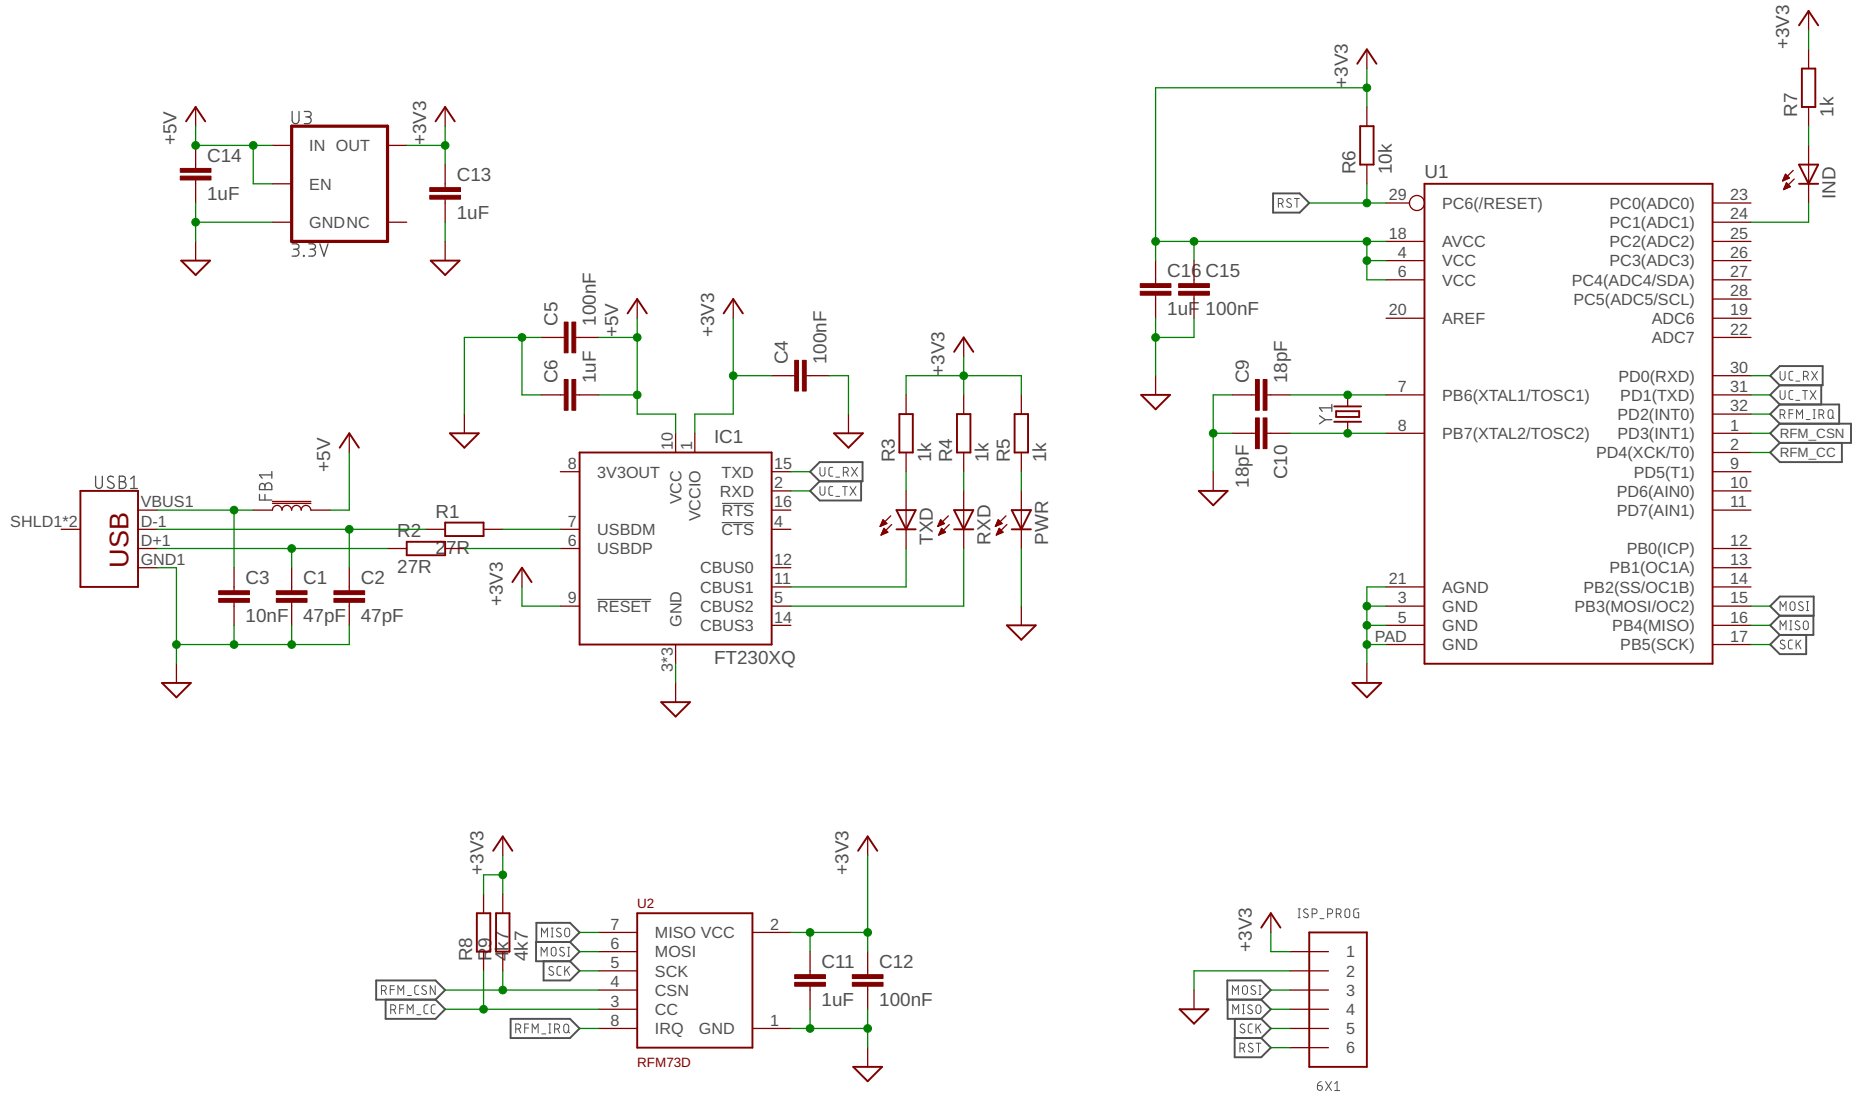 +5V
U3
+3V3
IN OUT
C14
1uF
EN
GND NC
3.3V
C13
1uF
C5
100nF
+5V
C6
1uF
+3V3
C4
100nF
+3V3
R3
1k
R4
1k
R5
1k
TXD
RXD
PWR
10
1
IC1
VCC
VCCIO
8
3V3OUT
7
USBDM
6
USBDP
9
RESET
GND
3*3
TXD
15
UC_RX
RXD
2
UC_TX
RTS
16
CTS
4
CBUS0
12
CBUS1
11
CBUS2
5
CBUS3
14
FT230XQ
+3V3
USB1
USB
SHLD1*2
VBUS1
D-1
D+1
GND1
FB1
+5V
R1
27R
R2
27R
C3
10nF
C1
47pF
C2
47pF
+3V3
R6
10k
RST
+3V3
R7
1k
IND
C16
1uF
C15
100nF
C9
18pF
18pF
C10
Y1
U1
29
PC6(/RESET)
18
AVCC
4
VCC
6
VCC
20
AREF
7
PB6(XTAL1/TOSC1)
8
PB7(XTAL2/TOSC2)
21
AGND
3
GND
5
GND
PAD
GND
PC0(ADC0)
23
PC1(ADC1)
24
PC2(ADC2)
25
PC3(ADC3)
26
PC4(ADC4/SDA)
27
PC5(ADC5/SCL)
28
ADC6
19
ADC7
22
PD0(RXD)
30
UC_RX
PD1(TXD)
31
UC_TX
PD2(INT0)
32
RFM_IRQ
PD3(INT1)
1
RFM_CSN
PD4(XCK/T0)
2
RFM_CC
PD5(T1)
9
PD6(AIN0)
10
PD7(AIN1)
11
PB0(ICP)
12
PB1(OC1A)
13
PB2(SS/OC1B)
14
PB3(MOSI/OC2)
15
MOSI
PB4(MISO)
16
MISO
PB5(SCK)
17
SCK
+3V3
R8
R9
4k7
4k7
U2
MISO
7
MISO VCC
2
MOSI
6
MOSI
SCK
5
SCK
RFM_CSN
4
CSN
RFM_CC
3
CC
RFM_IRQ
8
IRQ GND
1
RFM73D
+3V3
C11
1uF
C12
100nF
+3V3
ISP_PROG
1
2
MOSI
3
MISO
4
SCK
5
RST
6
6X1